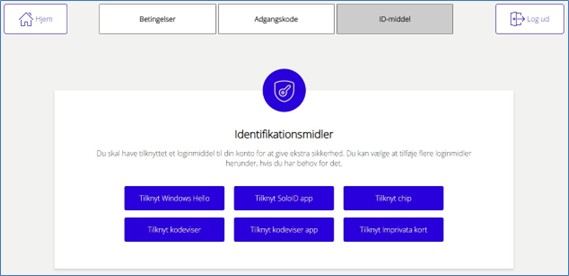 Hjem
Betingelser
Adgangskode
ID-middel
Log ud
Identifikationsmidler
Du skal have tilknyttet et loginmiddel til din konto for at give ekstra sikkerhed. Du kan vælge at tilføje flere loginmidler
herunder, hvis du har behov for det.
Tilknyt Windows Hello
Tilknyt SoloID app
Tilknyt chip
Tilknyt kodeviser
Tilknyt kodeviser app
Tilknyt Imprivata kort